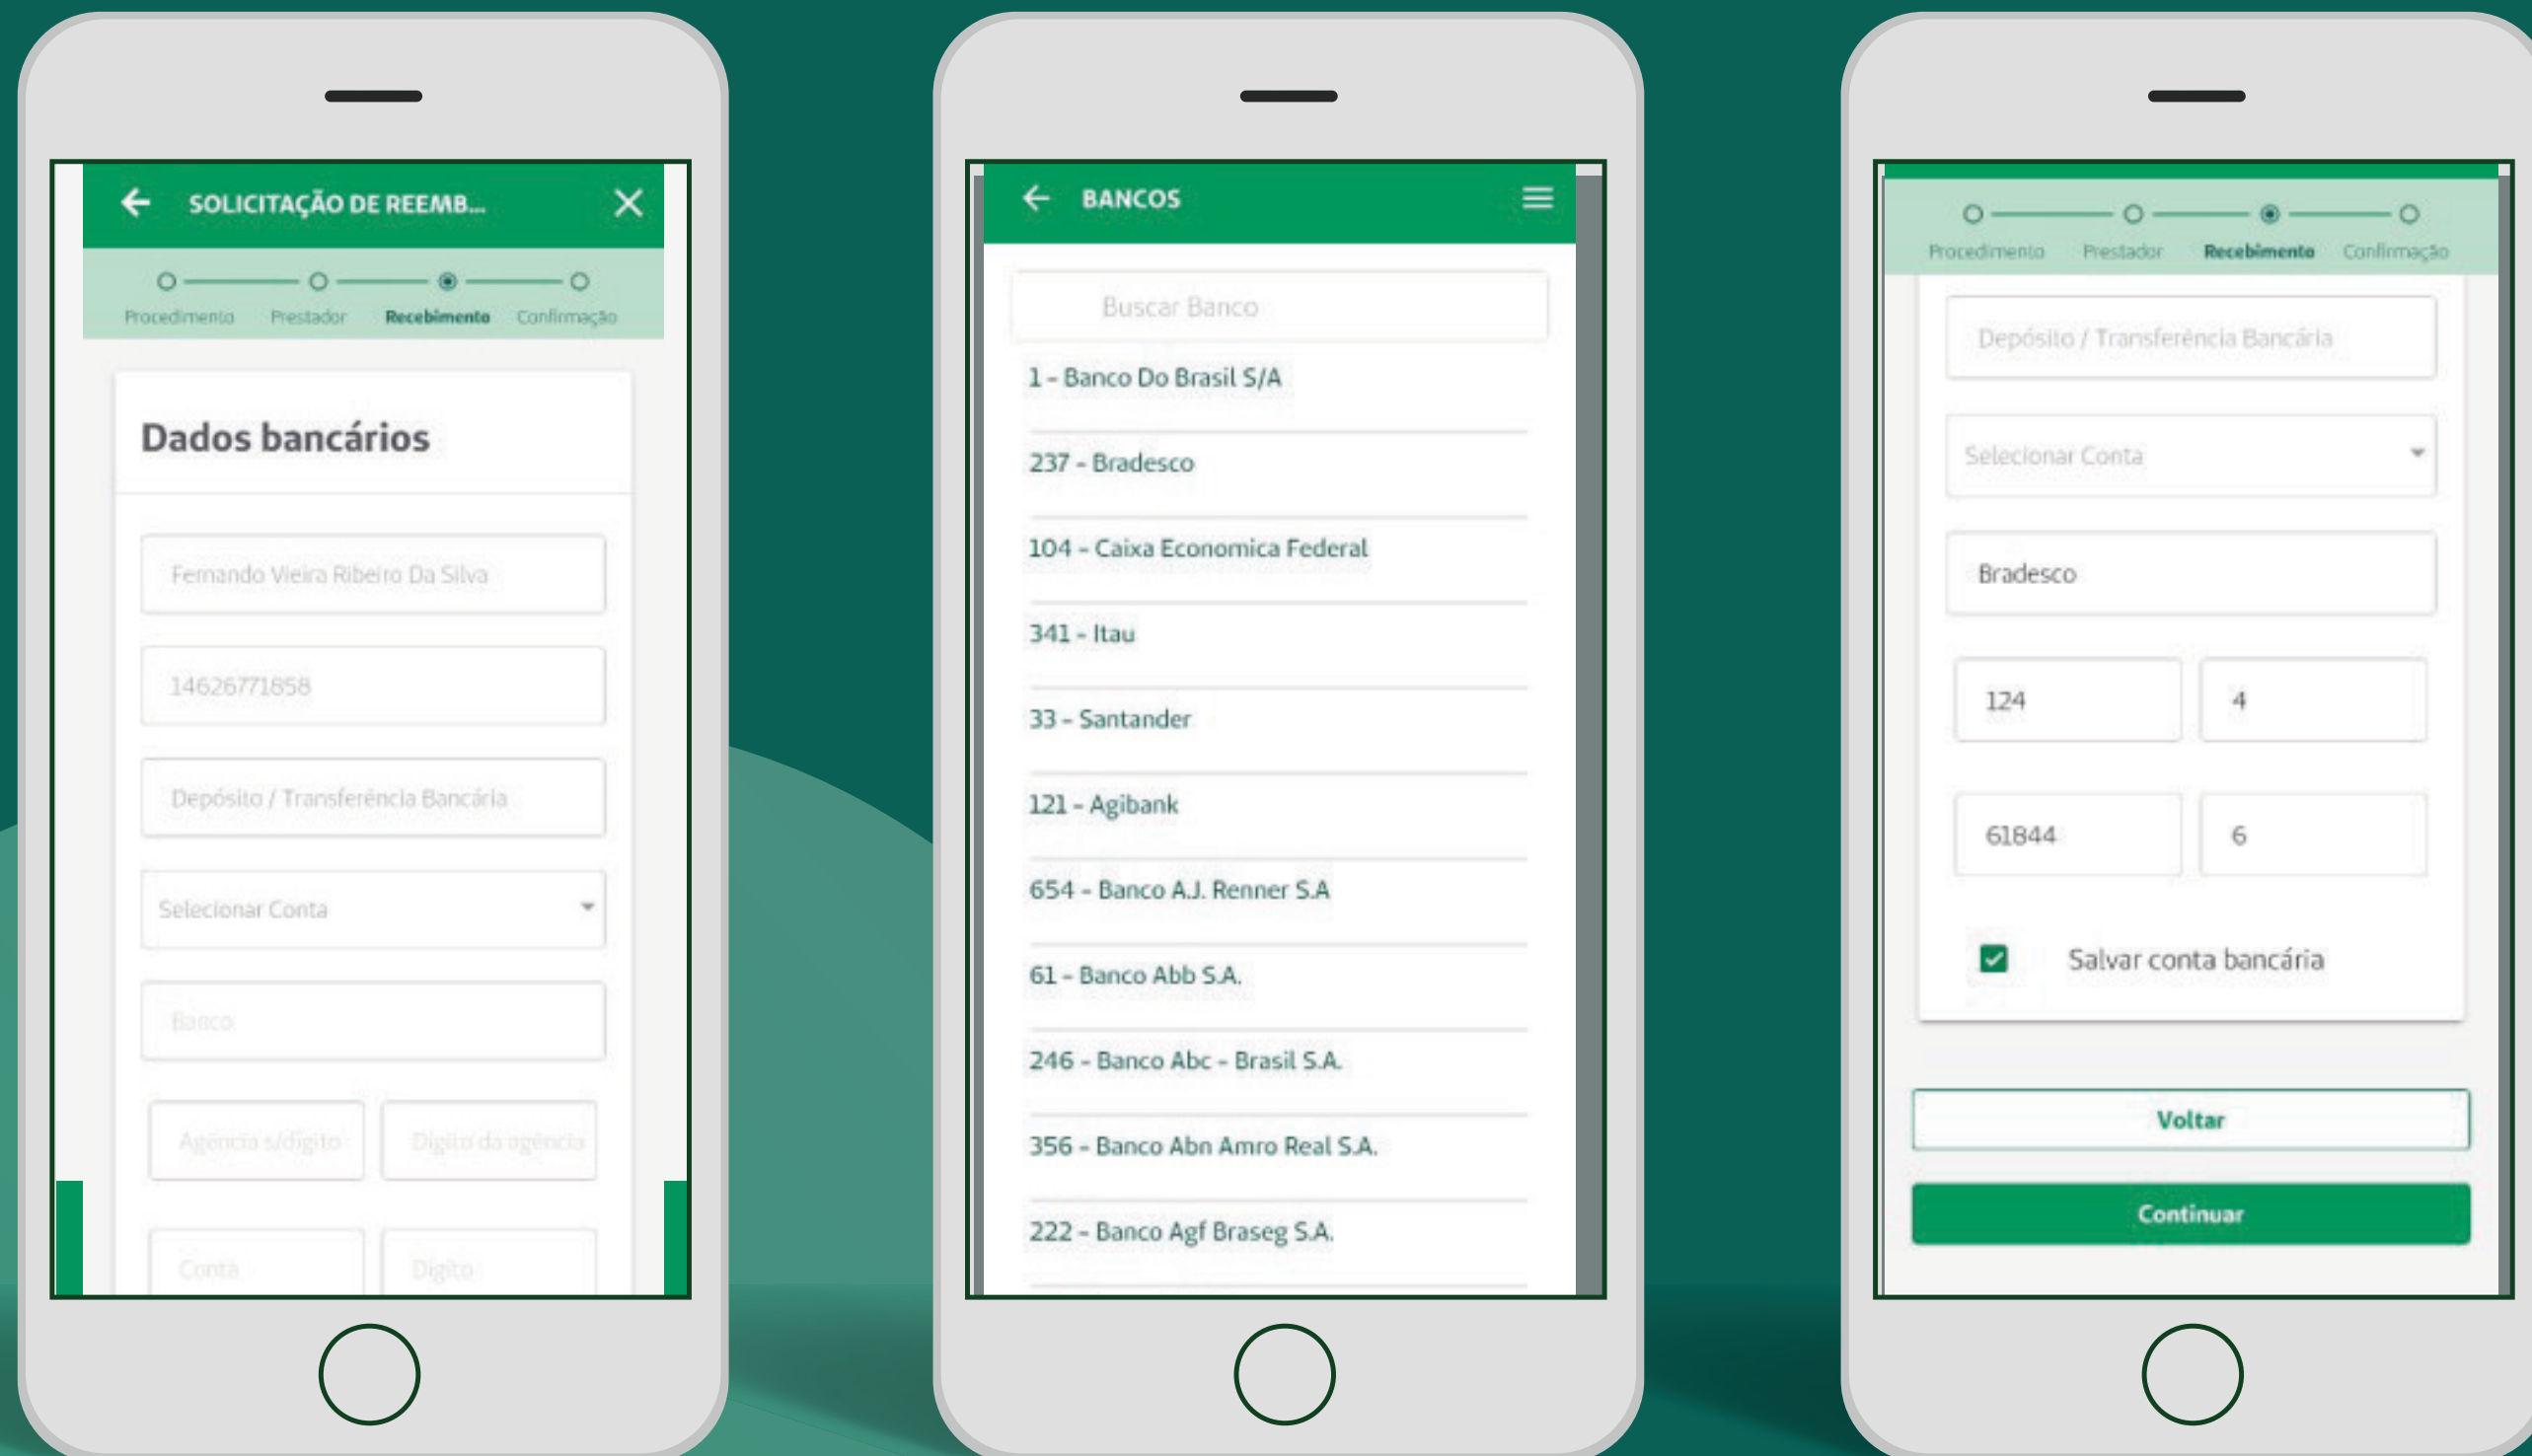 SOLICITAÇÃO DE REEMB...
Procedimento Prestador Recebimento Confirmação
Dados bancários
Fernando Vieira Ribeiro Da Silva
14626771858
Depósito / Transferência Bancária
Selecionar Conta
Banco
Agência s/dígito Dígito da agência
Conta Dígito
BANCOS
Buscar Banco
1 - Banco Do Brasil S/A
237 - Bradesco
104 - Caixa Economica Federal
341 - Itau
33 - Santander
121 - Agibank
654 - Banco A.J. Renner S.A
61 - Banco Abb S.A.
246 - Banco Abc - Brasil S.A.
356 - Banco Abn Amro Real S.A.
222 - Banco Agf Braseg S.A.
Procedimento Prestador Recebimento Confirmação
Depósito / Transferência Bancária
Selecionar Conta
Bradesco
124 4
61844 6
Salvar conta bancária
Voltar
Continuar